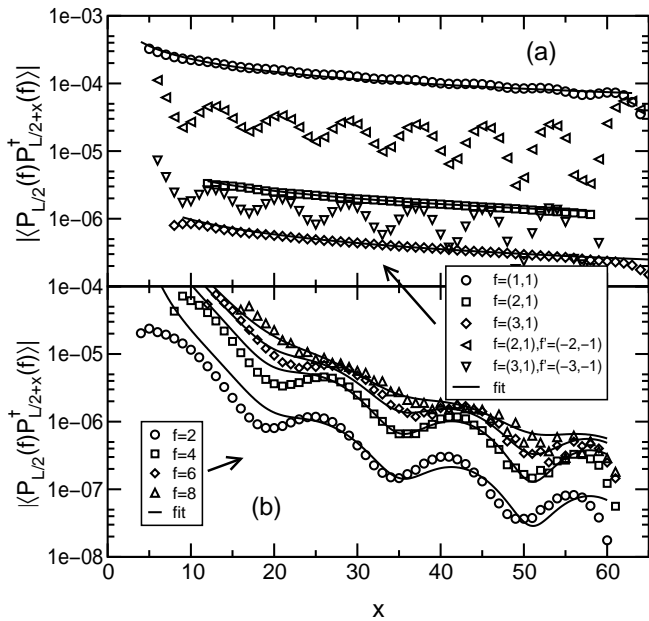 1e-03
(a)
1e-04
1e-05
1e-06
|⟨P_{L/2}(f)P^†_{L/2+x}(f)⟩|
f=(1,1)
f=(2,1)
f=(3,1)
f=(2,1),f'=(−2,−1)
f=(3,1),f'=(−3,−1)
fit
1e-04
1e-05
1e-06
1e-07
1e-08
|⟨P_{L/2}(f)P^†_{L/2+x}(f)⟩|
f=2
f=4
f=6
f=8
fit
(b)
0 10 20 30 40 50 60
x